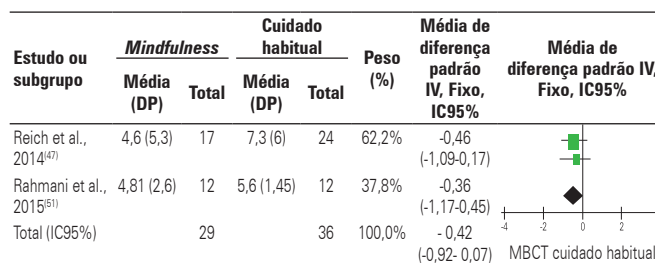 Estudo ou subgrupo | Mindfulness | Cuidado habitual | Peso (%) | Média de diferença padrão IV, Fixo, IC95% | Média de diferença padrão IV, Fixo, IC95%
Média (DP) | Total | Média (DP) | Total
Reich et al., 2014(47) | 4,6 (5,3) | 17 | 7,3 (6) | 24 | 62,2% | -0,46 (-1,09-0,17)
Rahmani et al., 2015(51) | 4,81 (2,6) | 12 | 5,6 (1,45) | 12 | 37,8% | -0,36 (-1,17-0,45)
Total (IC95%) | 29 | 36 | 100,0% | - 0,42 (-0,92- 0,07)
-4 -2 0 2
MBCT cuidado habitual